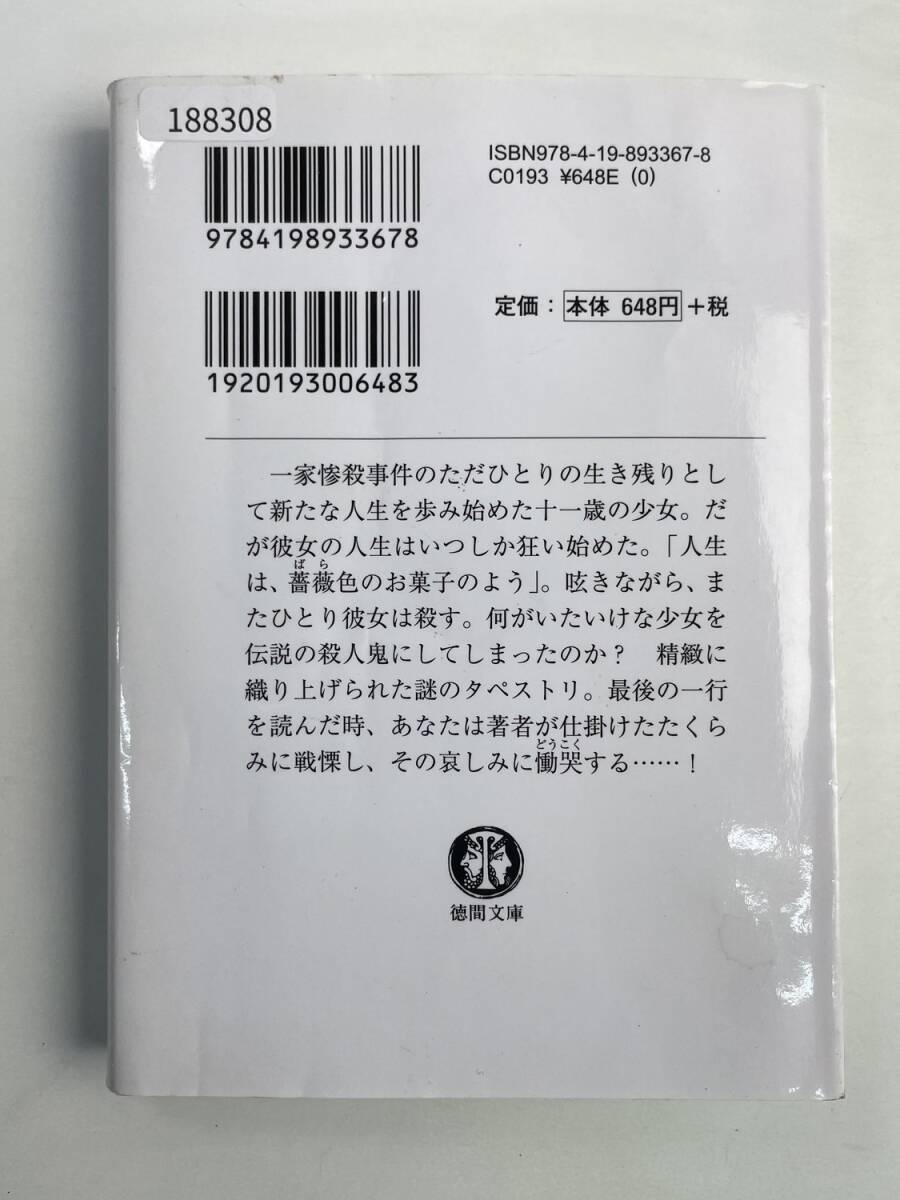 188308
ISBN978-4-19-893367-8
C0193 ¥648E (0)
9784198933678
定価：本体 648円+税
1920193006483
一家惨殺事件のただひとりの生き残りとし
て新たな人生を歩み始めた十一歳の少女。だ
が彼女の人生はいつしか狂い始めた。「人生
ばら
は、薔薇色のお菓子のよう」。呟きながら、ま
たひとり彼女は殺す。何がいたいけな少女を
伝説の殺人鬼にしてしまったのか？　精緻に
織り上げられた謎のタペストリ。最後の一行
を読んだ時、あなたは著者が仕掛けたたくら
どうこく
みに戦慄し、その哀しみに慟哭する……！
徳間文庫